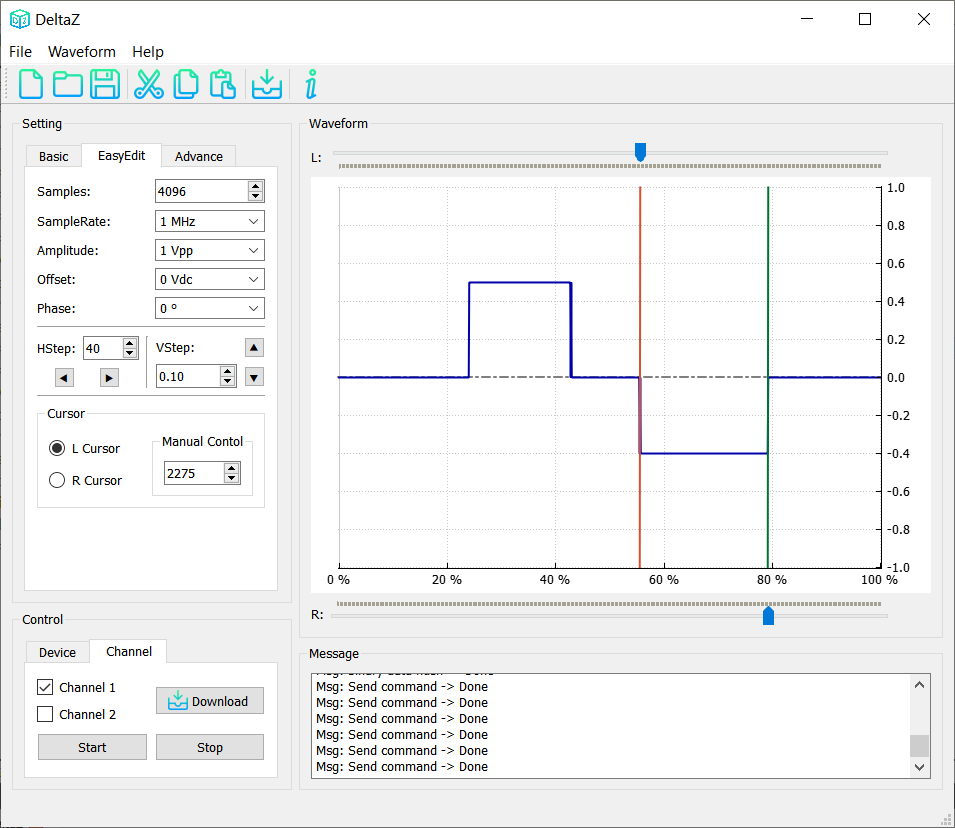 DeltaZ
File Waveform Help
Setting
Basic EasyEdit Advance
Samples: 4096
SampleRate: 1 MHz
Amplitude: 1 Vpp
Offset: 0 Vdc
Phase: 0 º
HStep: 40 VStep:
0.10
Cursor
L Cursor
R Cursor
Manual Contol
2275
Control
Device Channel
Channel 1
Channel 2
Download
Start Stop
Waveform
L:
1.0
0.8
0.6
0.4
0.2
0.0
-0.2
-0.4
-0.6
-0.8
-1.0
0 % 20 % 40 % 60 % 80 % 100 %
R:
Message
Msg: Send command -> Done
Msg: Send command -> Done
Msg: Send command -> Done
Msg: Send command -> Done
Msg: Send command -> Done
Msg: Send command -> Done